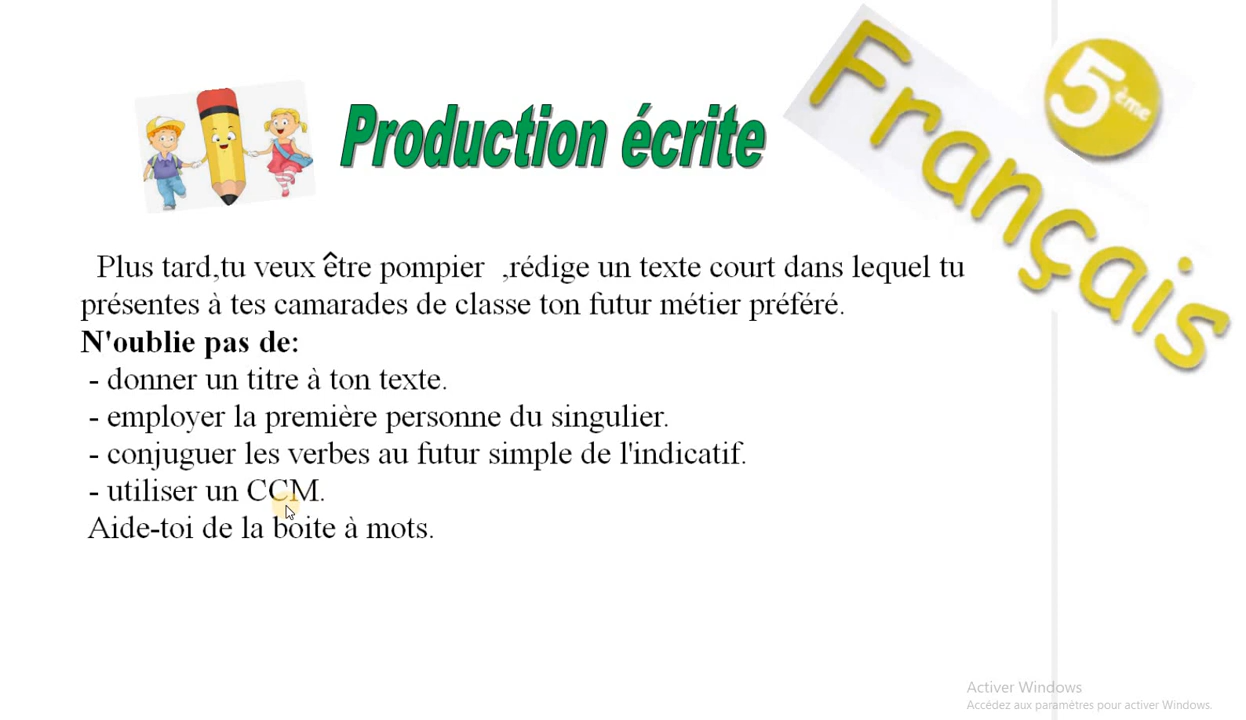 Production écrite
Français
5ème
Plus tard,tu veux être pompier ,rédige un texte court dans lequel tu
présentes à tes camarades de classe ton futur métier préféré.
N'oublie pas de:
- donner un titre à ton texte.
- employer la première personne du singulier.
- conjuguer les verbes au futur simple de l'indicatif.
- utiliser un CCM.
Aide-toi de la boite à mots.
Activer Windows
Accédez aux paramètres pour activer Windows.